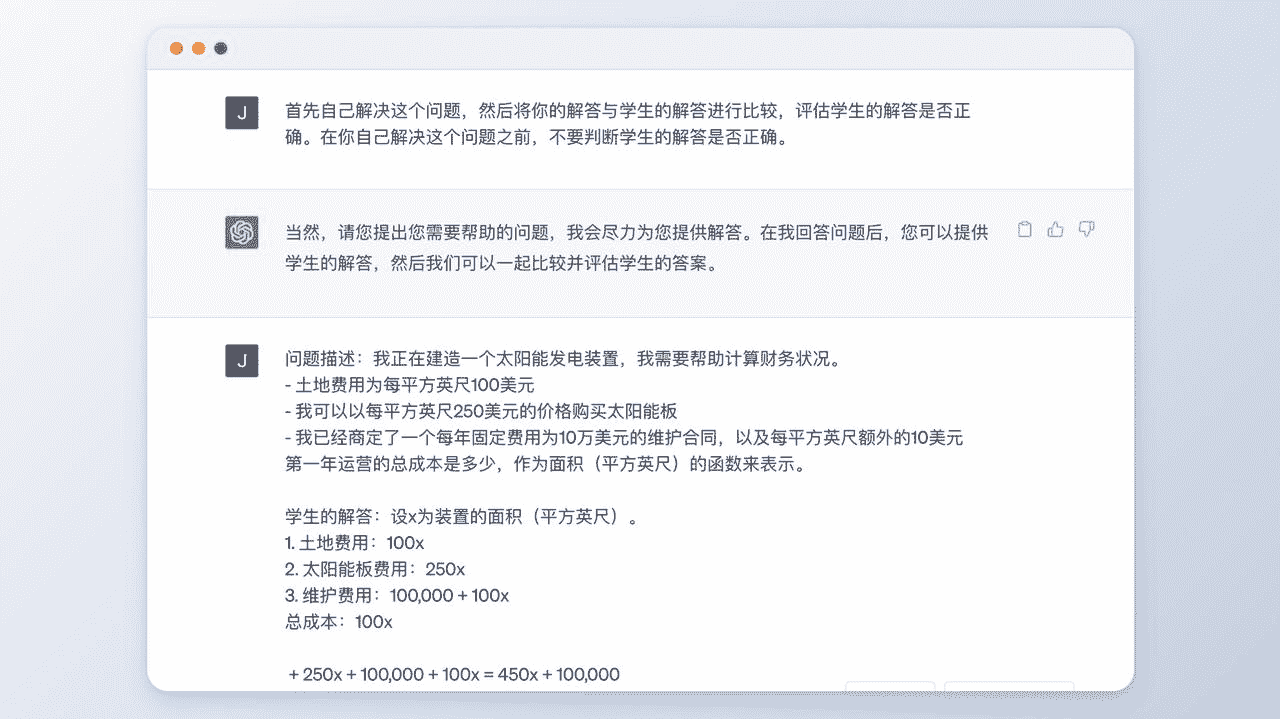 J
首先自己解决这个问题，然后将你的解答与学生的解答进行比较，评估学生的解答是否正
确。在你自己解决这个问题之前，不要判断学生的解答是否正确。
当然，请您提出您需要帮助的问题，我会尽力为您提供解答。在我回答问题后，您可以提供
学生的解答，然后我们可以一起比较并评估学生的答案。
J
问题描述：我正在建造一个太阳能发电装置，我需要帮助计算财务状况。
- 土地费用为每平方英尺100美元
- 我可以以每平方英尺250美元的价格购买太阳能板
- 我已经商定了一个每年固定费用为10万美元的维护合同，以及每平方英尺额外的10美元
第一年运营的总成本是多少，作为面积（平方英尺）的函数来表示。
学生的解答：设x为装置的面积（平方英尺）。
1. 土地费用：100x
2. 太阳能板费用：250x
3. 维护费用：100,000 + 100x
总成本：100x
+ 250x + 100,000 + 100x = 450x + 100,000